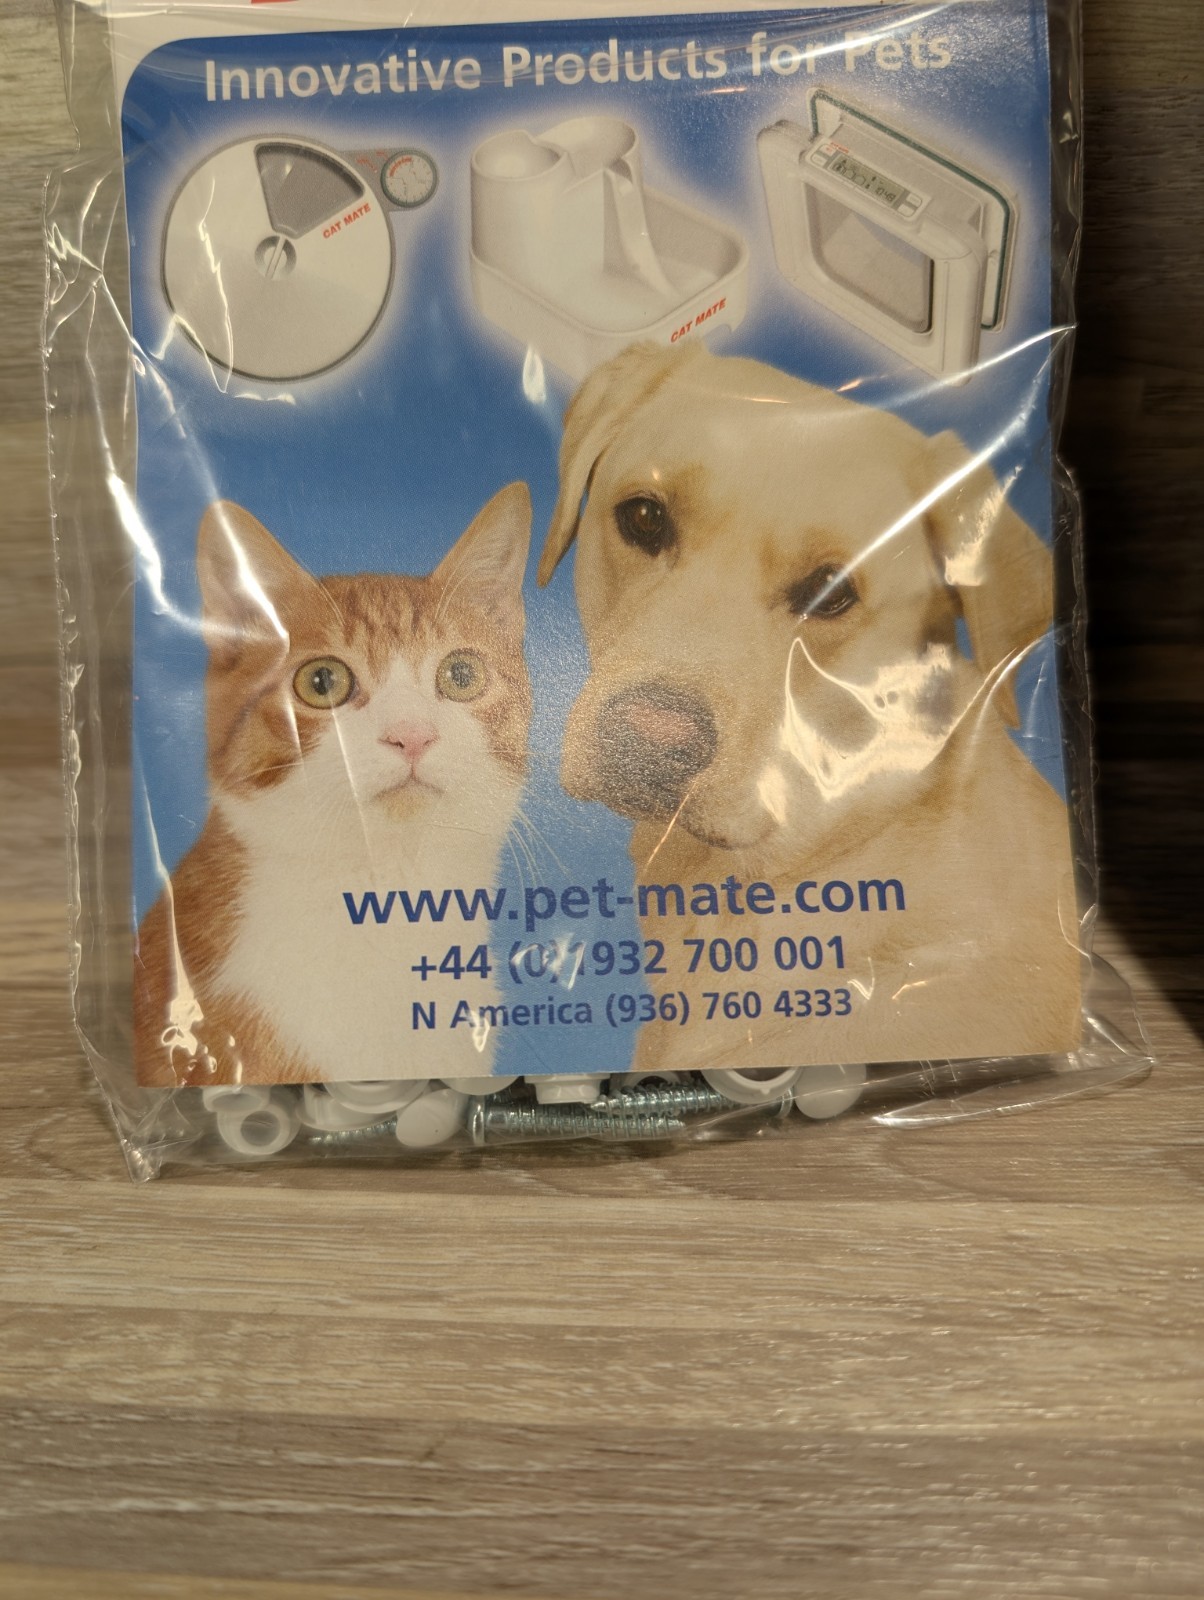 Innovative Products for Pets
CAT MATE
CAT MATE
www.pet-mate.com
+44 (0)1932 700 001
N America (936) 760 4333